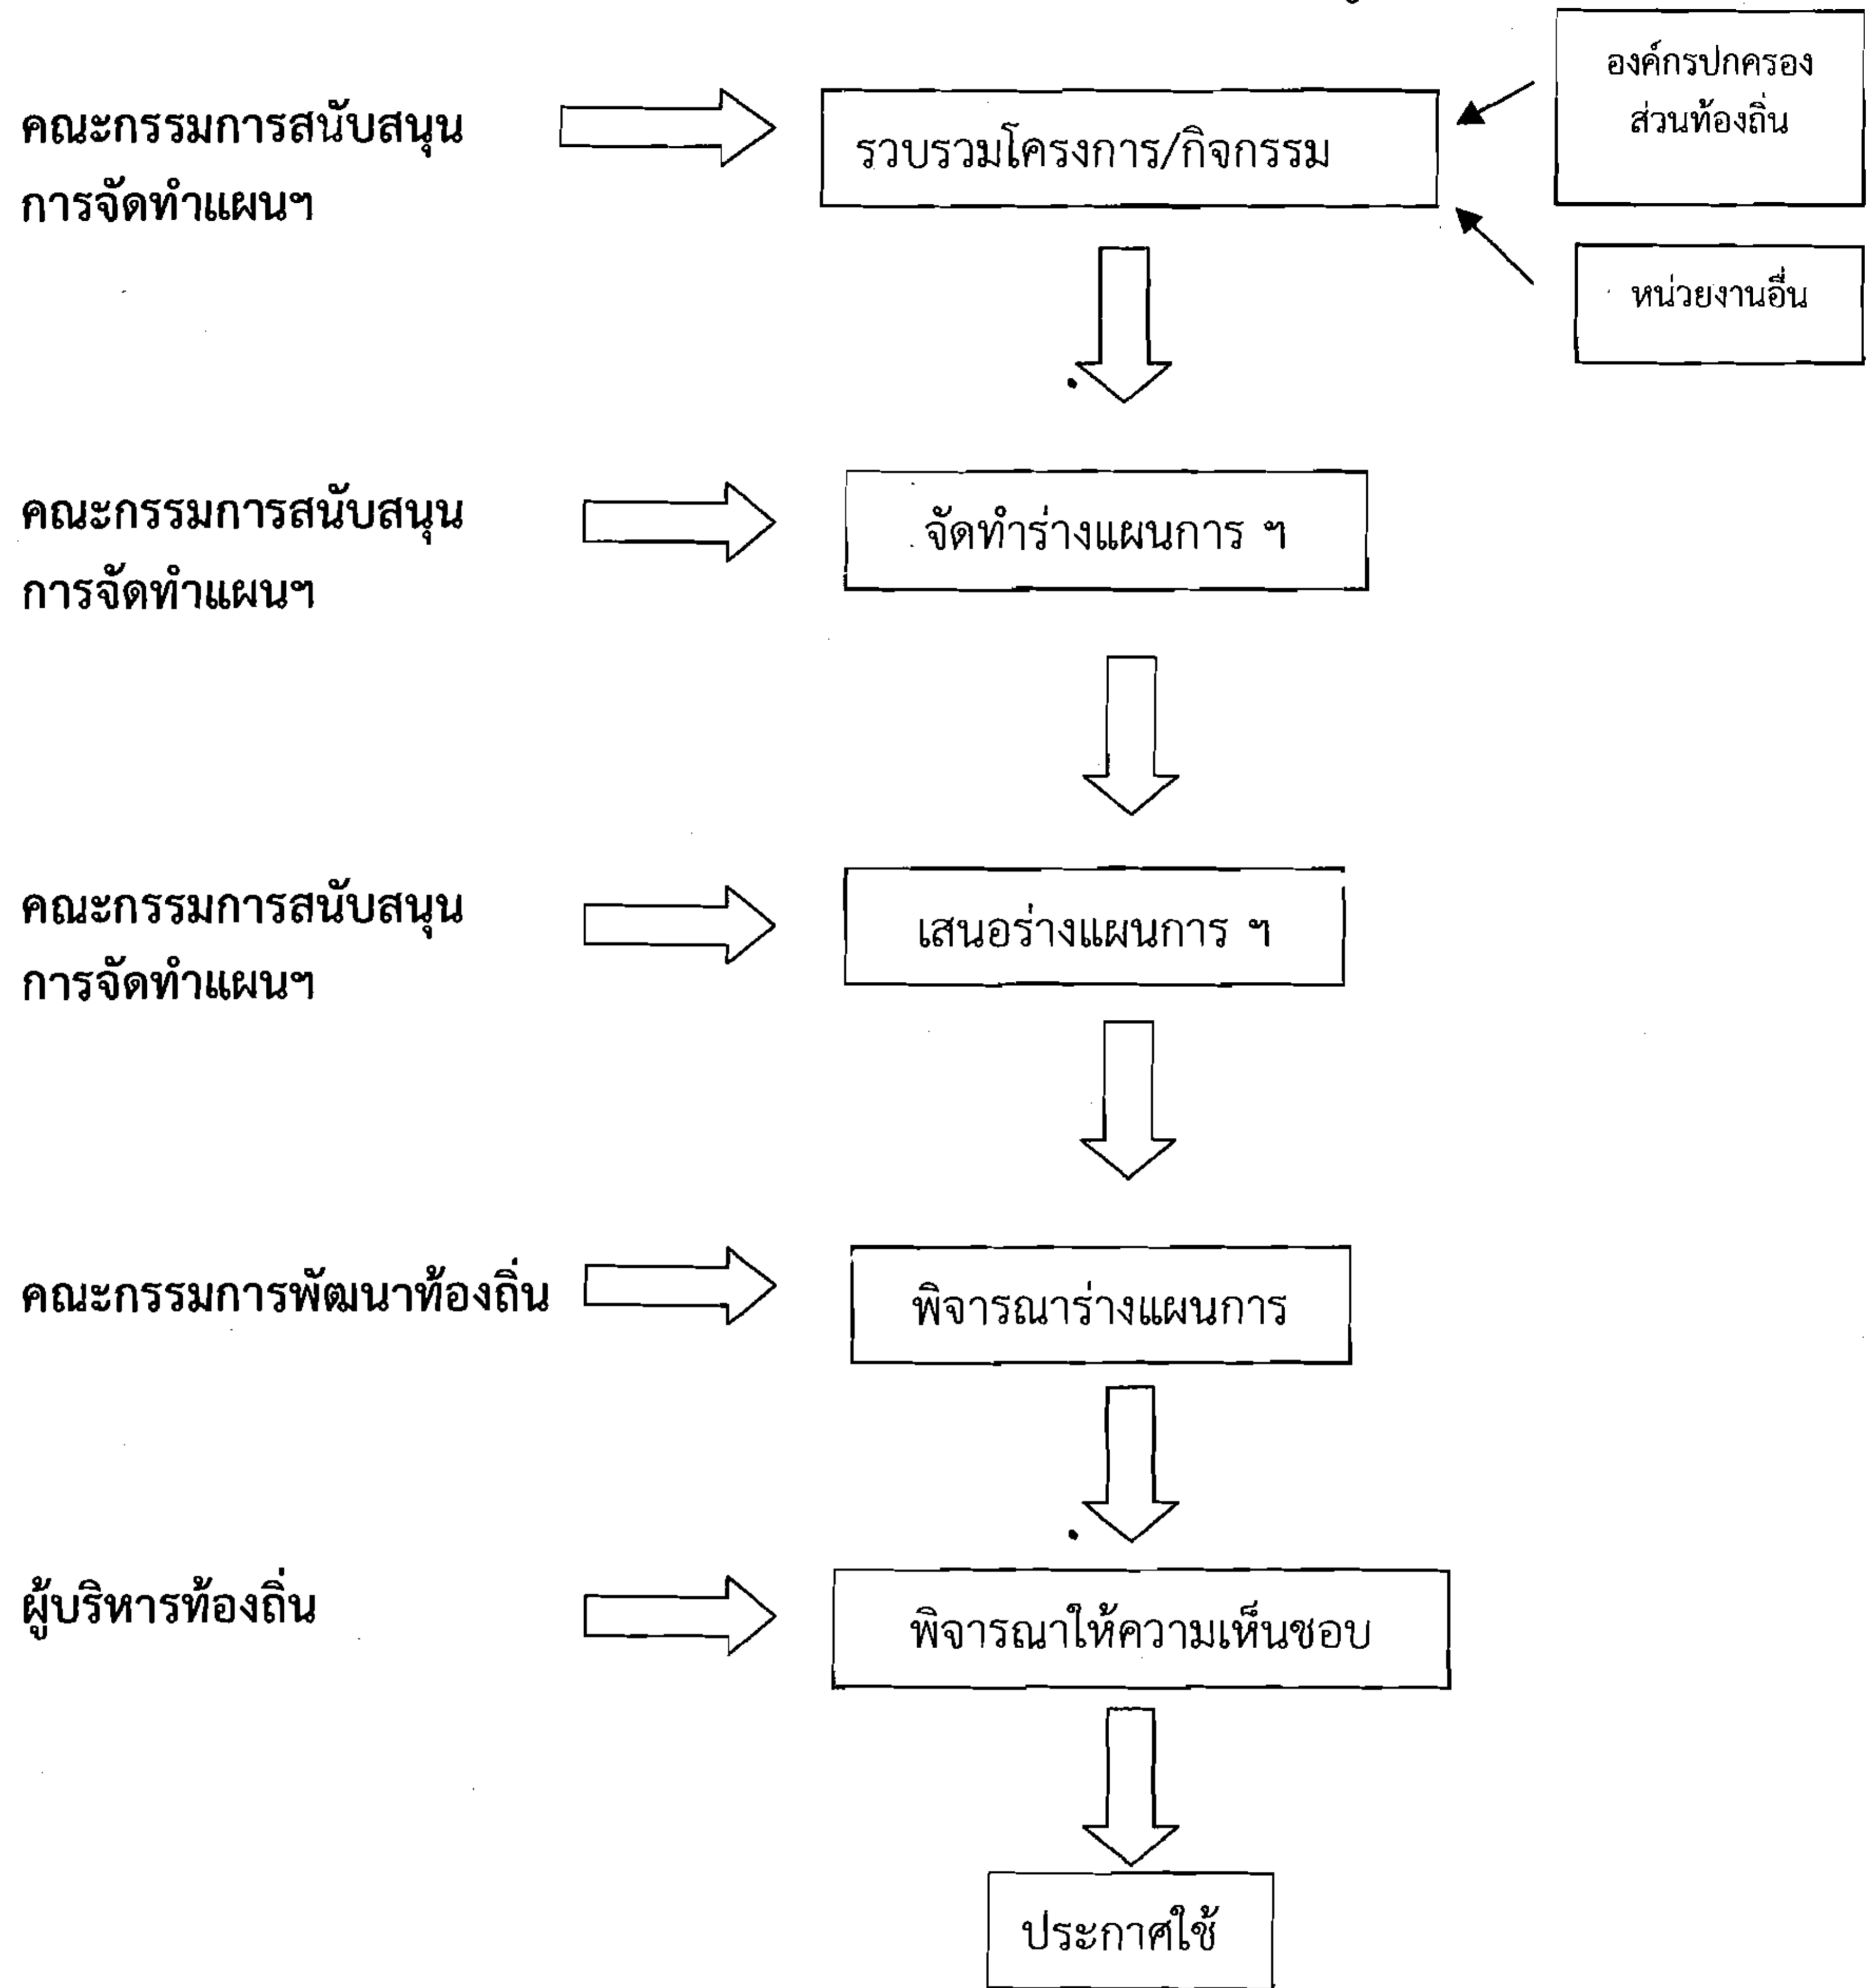 คณะกรรมการสนับสนุน
การจัดทำแผนฯ
รวบรวมโครงการ/กิจกรรม
องค์กรปกครอง
ส่วนท้องถิ่น
หน่วยงานอื่น
คณะกรรมการสนับสนุน
การจัดทำแผนฯ
จัดทำร่างแผนการ ฯ
คณะกรรมการสนับสนุน
การจัดทำแผนฯ
เสนอร่างแผนการ ฯ
คณะกรรมการพัฒนาท้องถิ่น
พิจารณาร่างแผนการ
ผู้บริหารท้องถิ่น
พิจารณาให้ความเห็นชอบ
ประกาศใช้